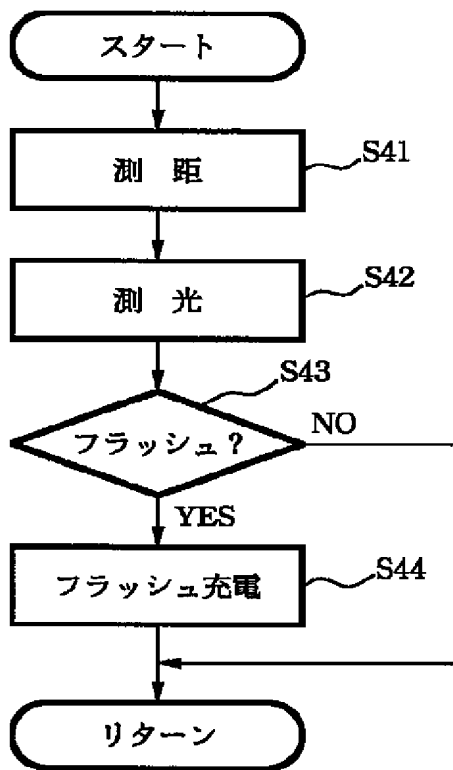 スタート
測 距
S41
測 光
S42
S43
フラッシュ?
NO
YES
フラッシュ充電
S44
リターン